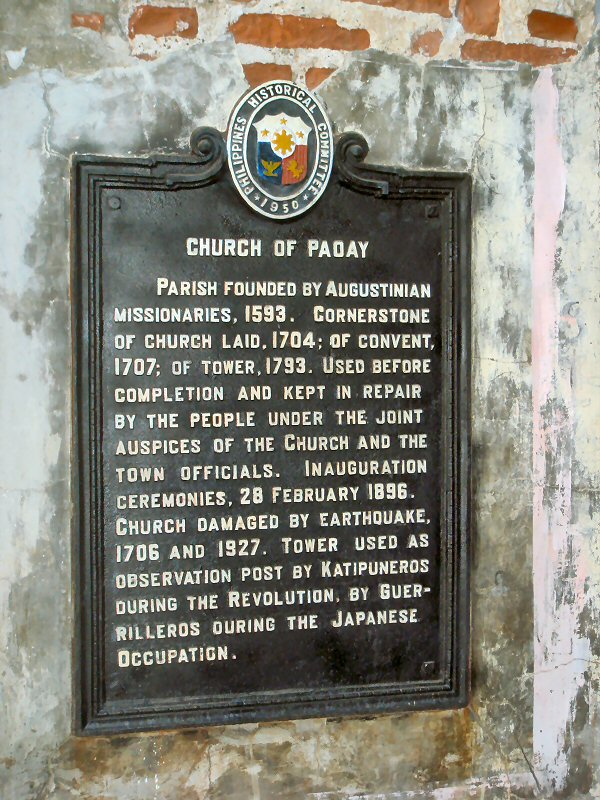 PHILIPPINES HISTORICAL COMMITTEE
★ 1950 ★
CHURCH OF PAOAY
PARISH FOUNDED BY AUGUSTINIAN
MISSIONARIES, 1593. CORNERSTONE
OF CHURCH LAID, 1704; OF CONVENT,
1707; OF TOWER, 1793. USED BEFORE
COMPLETION AND KEPT IN REPAIR
BY THE PEOPLE UNDER THE JOINT
AUSPICES OF THE CHURCH AND THE
TOWN OFFICIALS. INAUGURATION
CEREMONIES, 28 FEBRUARY 1896.
CHURCH DAMAGED BY EARTHQUAKE,
1706 AND 1927. TOWER USED AS
OBSERVATION POST BY KATIPUNEROS
DURING THE REVOLUTION, BY GUER-
RILLEROS DURING THE JAPANESE
OCCUPATION.